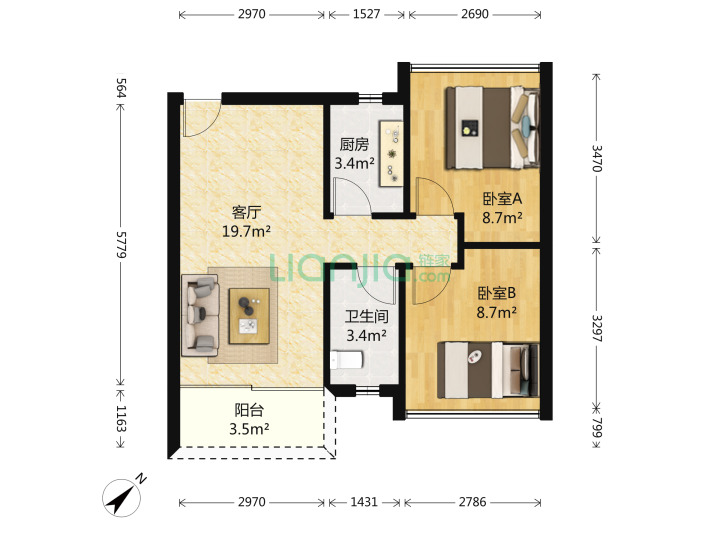 2970
1527
2690
564
5779
1163
3470
3297
799
厨房
3.4m²
卧室A
8.7m²
客厅
19.7m²
Lianjia
链家
.com
卧室B
8.7m²
卫生间
3.4m²
阳台
3.5m²
N
2970
1431
2786